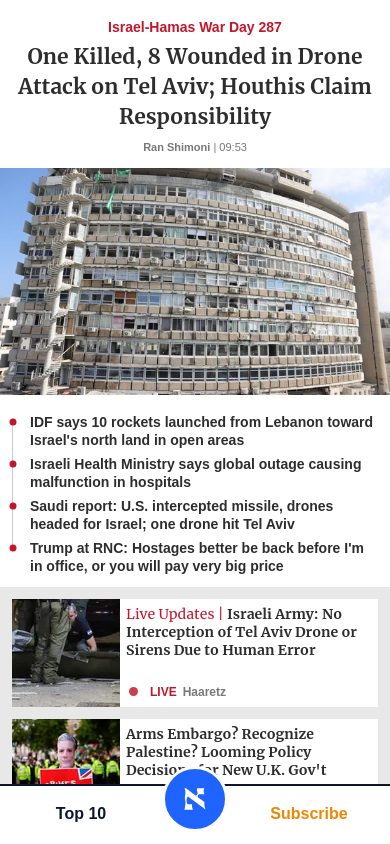 Israel-Hamas War Day 287
One Killed, 8 Wounded in Drone
Attack on Tel Aviv; Houthis Claim
Responsibility
Ran Shimoni | 09:53
IDF says 10 rockets launched from Lebanon toward
Israel's north land in open areas
Israeli Health Ministry says global outage causing
malfunction in hospitals
Saudi report: U.S. intercepted missile, drones
headed for Israel; one drone hit Tel Aviv
Trump at RNC: Hostages better be back before I'm
in office, or you will pay very big price
Live Updates | Israeli Army: No
Interception of Tel Aviv Drone or
Sirens Due to Human Error
LIVE Haaretz
Arms Embargo? Recognize
Palestine? Looming Policy
New U.K. Gov't
Top 10
Subscribe